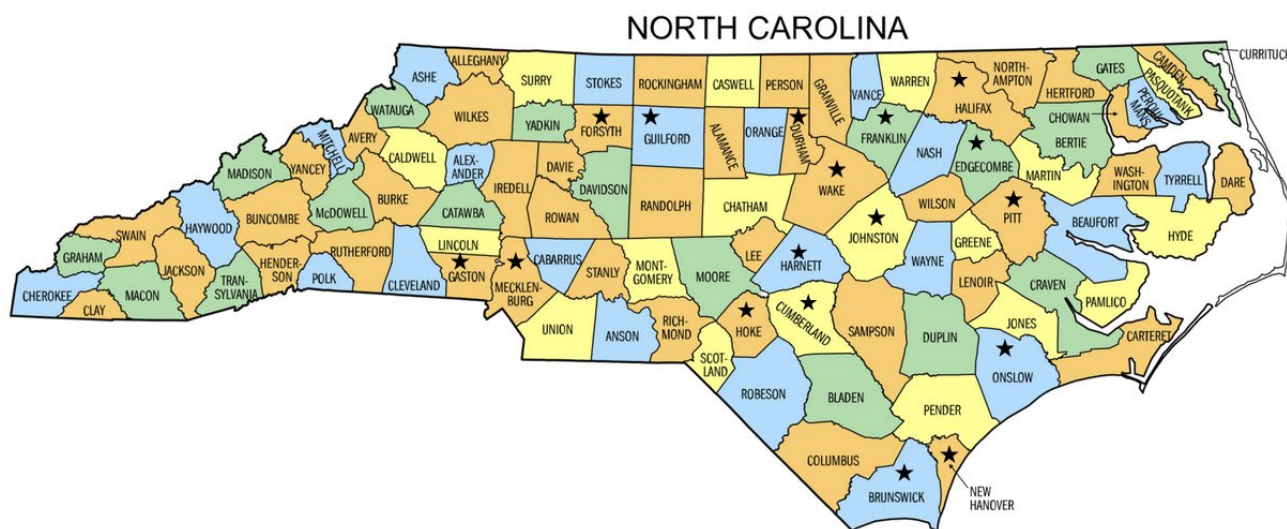 NORTH CAROLINA
CURRITUCK
ALLEGHANY
ASHE
SURRY
STOKES
ROCKINGHAM
CASWELL
PERSON
GRANVILLE
VANCE
WARREN
NORTH-
AMPTON
GATES
CAMDEN
PASQUOTANK
PERQUI-
MANS
HERTFORD
HALIFAX
WATAUGA
WILKES
YADKIN
FORSYTH
GUILFORD
ALAMANCE
ORANGE
DURHAM
FRANKLIN
NASH
EDGECOMBE
CHOWAN
BERTIE
MITCHELL
AVERY
CALDWELL
ALEX-
ANDER
IREDELL
DAVIE
DAVIDSON
RANDOLPH
CHATHAM
WAKE
WILSON
MARTIN
WASH-
INGTON
TYRRELL
DARE
MADISON
YANCEY
McDOWELL
BURKE
CATAWBA
ROWAN
JOHNSTON
GREENE
PITT
BEAUFORT
HYDE
SWAIN
HAYWOOD
BUNCOMBE
RUTHERFORD
LINCOLN
GRAHAM
JACKSON
HENDER-
SON
POLK
CLEVELAND
GASTON
MECKLEN-
BURG
CABARRUS
STANLY
MONT-
GOMERY
MOORE
LEE
HARNETT
WAYNE
LENOIR
CRAVEN
PAMLICO
CHEROKEE
CLAY
MACON
TRAN-
SYLVANIA
UNION
ANSON
RICH-
MOND
HOKE
CUMBERLAND
SAMPSON
DUPLIN
JONES
CARTERET
SCOT-
LAND
ROBESON
BLADEN
PENDER
ONSLOW
COLUMBUS
BRUNSWICK
NEW
HANOVER